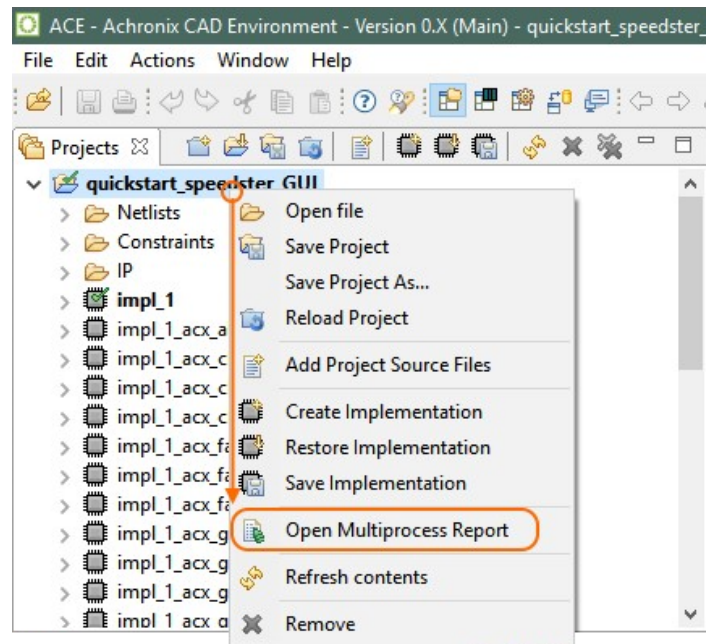 ACE - Achronix CAD Environment - Version 0.X (Main) - quickstart_speedster_
File Edit Actions Window Help
Projects
quickstart_speedster_GUI
Netlists
Constraints
IP
impl_1
impl_1_acx_a
impl_1_acx_c
impl_1_acx_c
impl_1_acx_c
impl_1_acx_fa
impl_1_acx_fa
impl_1_acx_fa
impl_1_acx_g
impl_1_acx_g
impl_1_acx_g
impl_1_acx_g
Open file
Save Project
Save Project As...
Reload Project
Add Project Source Files
Create Implementation
Restore Implementation
Save Implementation
Open Multiprocess Report
Refresh contents
Remove